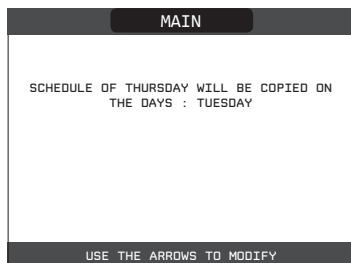 MAIN
SCHEDULE OF THURSDAY WILL BE COPIED ON
THE DAYS : TUESDAY
USE THE ARROWS TO MODIFY